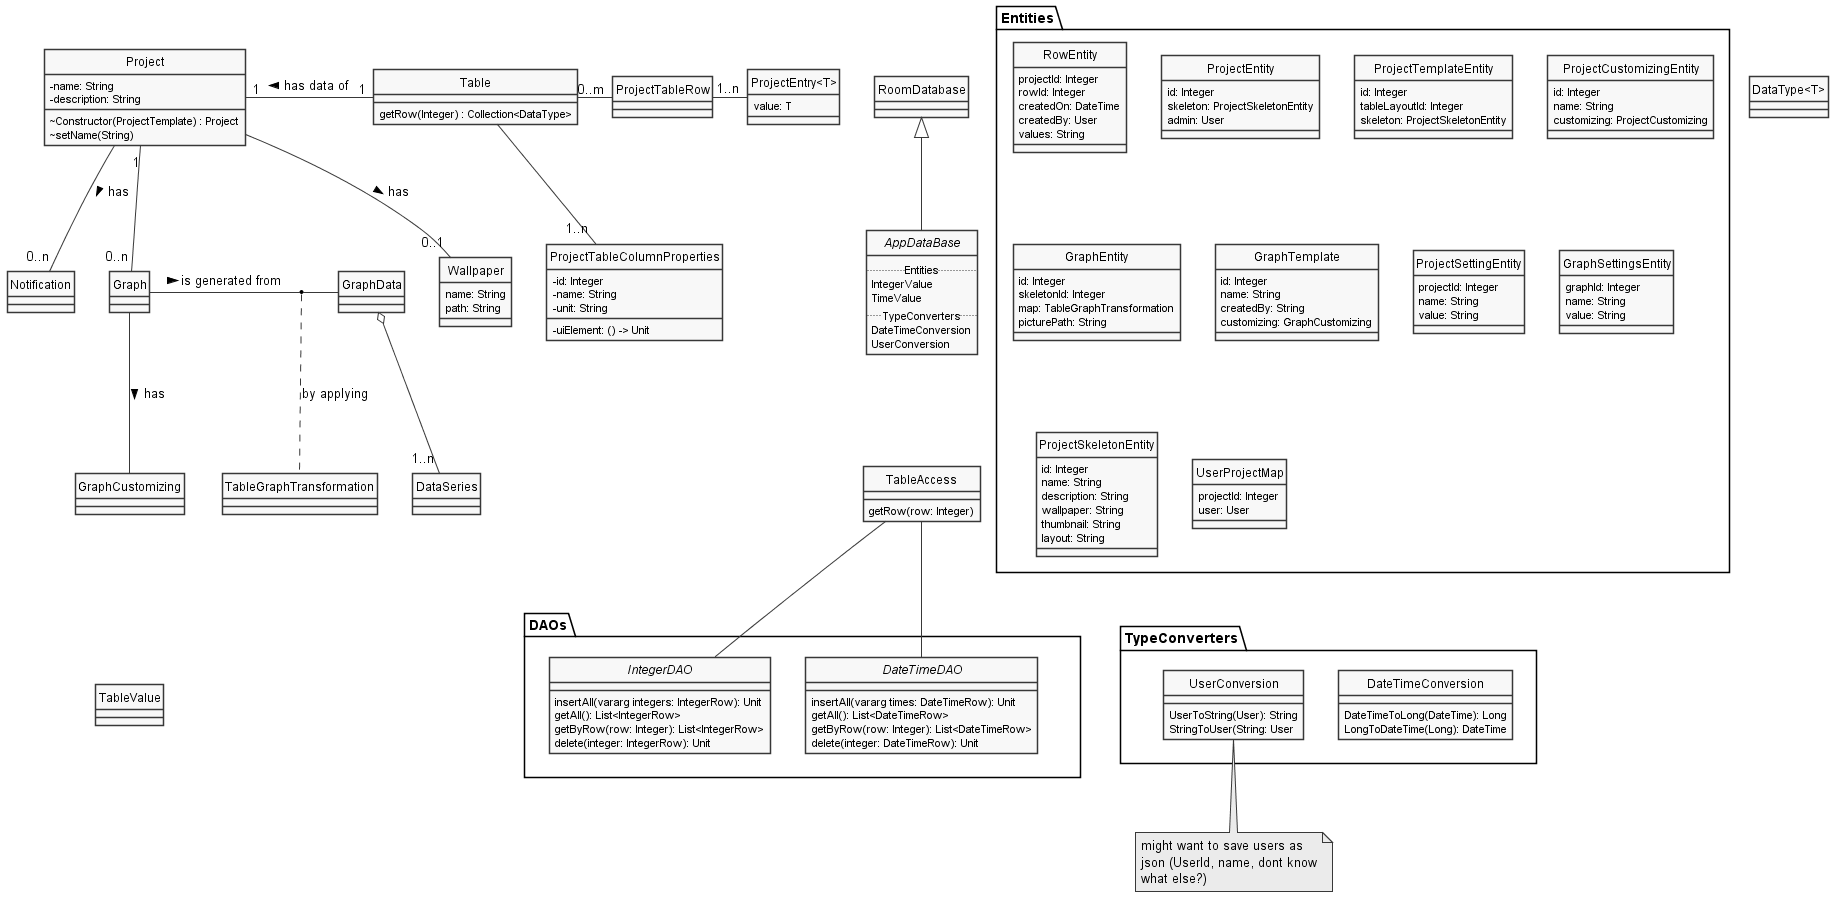 Project
-name: String
-description: String
~Constructor(ProjectTemplate) : Project
~setName(String)
1
has data of
1
Table
getRow(Integer) : Collection<DataType>
0..m
ProjectTableRow
1..n
ProjectEntry<T>
value: T
RoomDatabase
has
0..n
Notification
1
0..n
Graph
has
0..1
Wallpaper
name: String
path: String
is generated from
GraphData
1..n
ProjectTableColumnProperties
-id: Integer
-name: String
-unit: String
-uiElement: () -> Unit
AppDataBase
Entities
IntegerValue
TimeValue
TypeConverters
DateTimeConversion
UserConversion
has
by applying
1..n
GraphCustomizing
TableGraphTransformation
DataSeries
TableAccess
getRow(row: Integer)
Entities
RowEntity
projectId: Integer
rowId: Integer
createdOn: DateTime
createdBy: User
values: String
ProjectEntity
id: Integer
skeleton: ProjectSkeletonEntity
admin: User
ProjectTemplateEntity
id: Integer
tableLayoutId: Integer
skeleton: ProjectSkeletonEntity
ProjectCustomizingEntity
id: Integer
name: String
customizing: ProjectCustomizing
GraphEntity
id: Integer
skeletonId: Integer
map: TableGraphTransformation
picturePath: String
GraphTemplate
id: Integer
name: String
createdBy: String
customizing: GraphCustomizing
ProjectSettingEntity
projectId: Integer
name: String
value: String
GraphSettingsEntity
graphId: Integer
name: String
value: String
ProjectSkeletonEntity
id: Integer
name: String
description: String
wallpaper: String
thumbnail: String
layout: String
UserProjectMap
projectId: Integer
user: User
DataType<T>
TableValue
DAOs
IntegerDAO
insertAll(vararg integers: IntegerRow): Unit
getAll(): List<IntegerRow>
getByRow(row: Integer): List<IntegerRow>
delete(integer: IntegerRow): Unit
DateTimeDAO
insertAll(vararg times: DateTimeRow): Unit
getAll(): List<DateTimeRow>
getByRow(row: Integer): List<DateTimeRow>
delete(integer: DateTimeRow): Unit
TypeConverters
UserConversion
UserToString(User): String
StringToUser(String: User
DateTimeConversion
DateTimeToLong(DateTime): Long
LongToDateTime(Long): DateTime
might want to save users as
json (UserId, name, dont know
what else?)